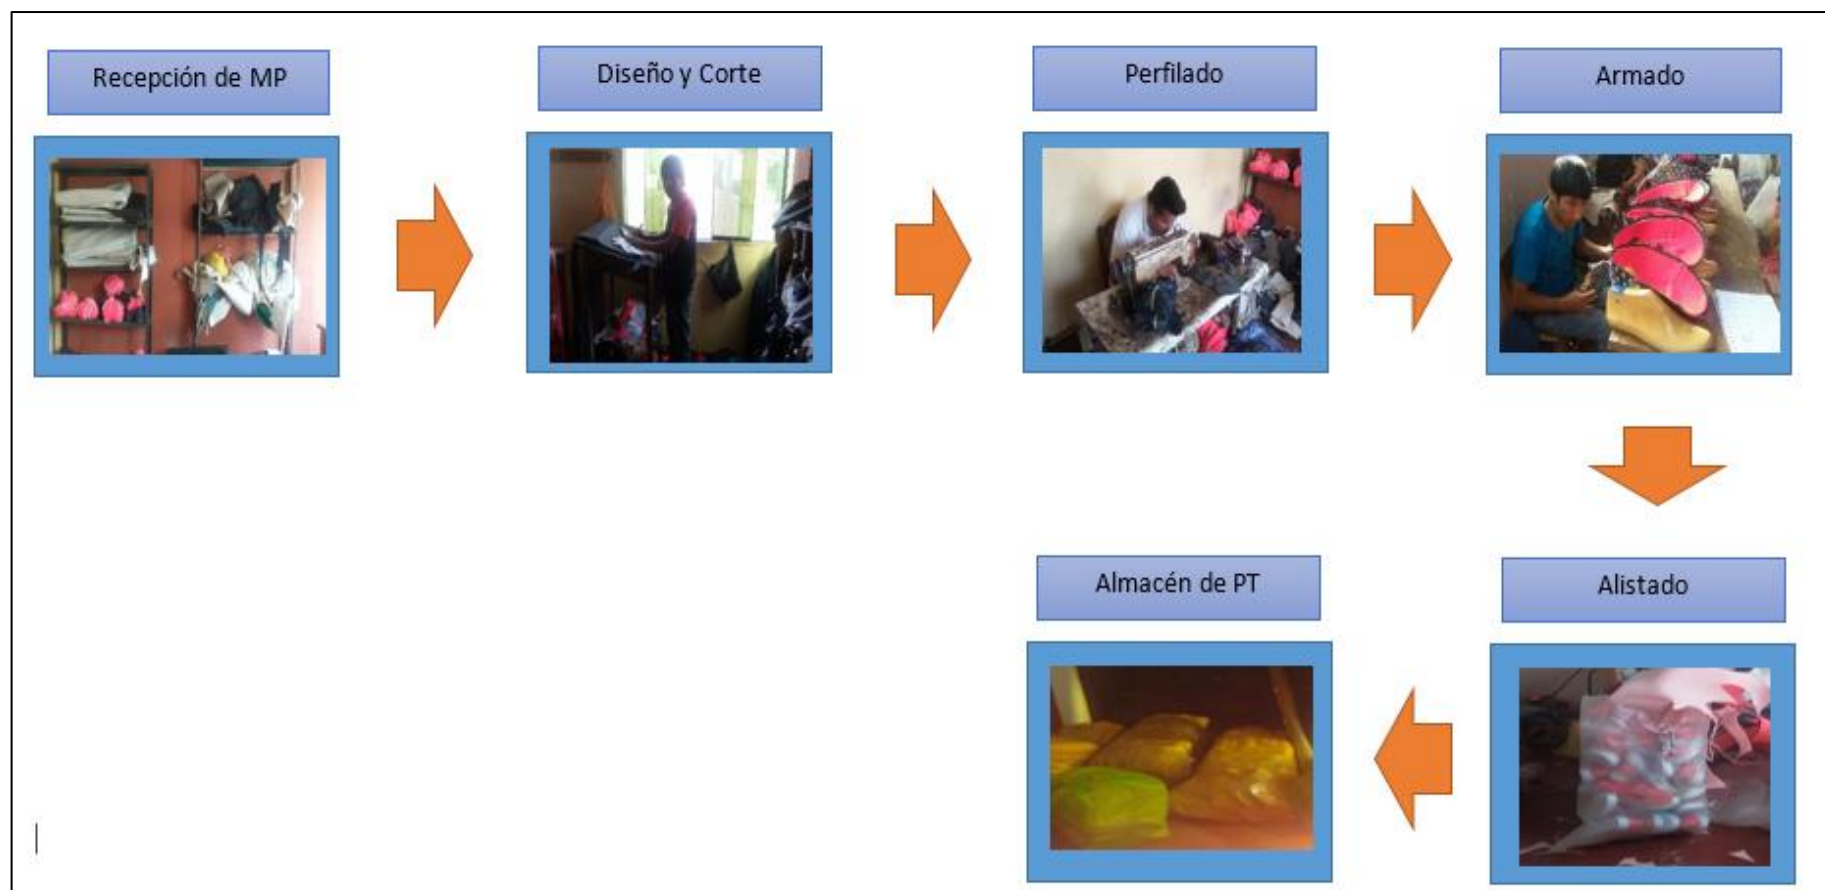 Recepción de MP
Diseño y Corte
Perfilado
Armado
Almacén de PT
Alistado